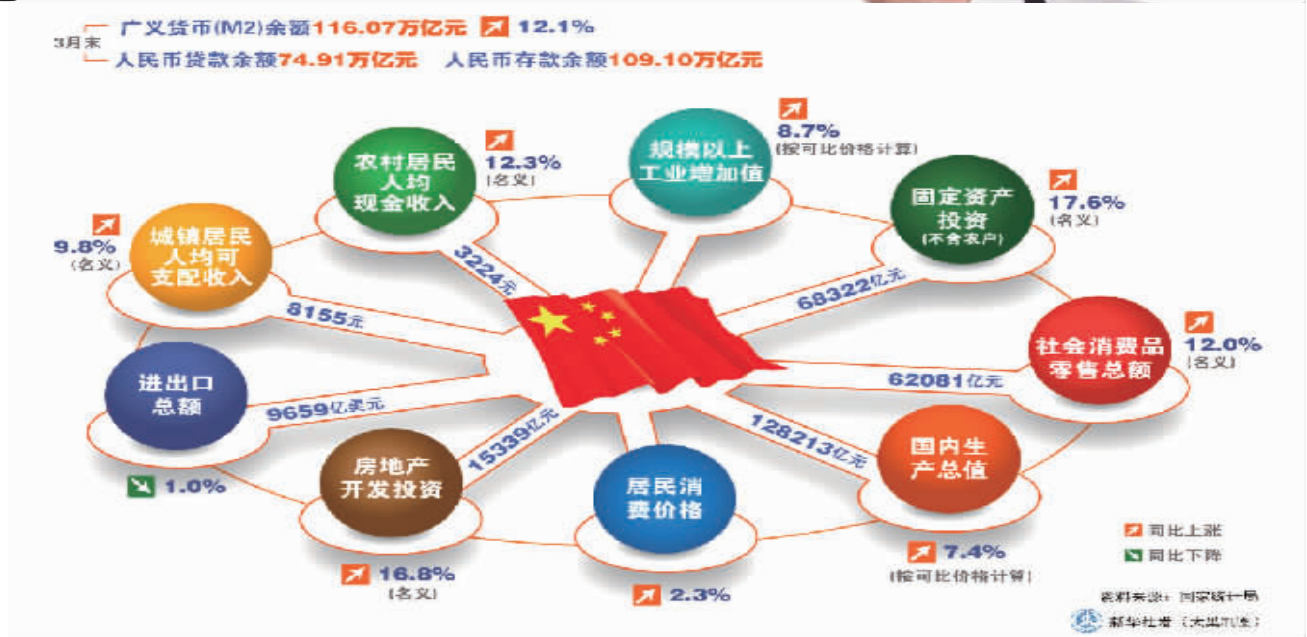 3月末
广义货币(M2)余额116.07万亿元 12.1%
人民币贷款余额74.91万亿元 人民币存款余额109.10万亿元
农村居民
人均
现金收入
12.3%
(名义)
3224元
规模以上
工业增加值
8.7%
(按可比价格计算)
固定资产
投资
(不含农户)
17.6%
(名义)
68322亿元
城镇居民
人均可
支配收入
9.8%
(名义)
8155元
社会消费品
零售总额
12.0%
(名义)
62081亿元
进出口
总额
9659亿美元
1.0%
房地产
开发投资
15339亿元
16.8%
(名义)
居民消
费价格
2.3%
国内生
产总值
128213亿元
7.4%
(按可比价格计算)
同比上涨
同比下降
资料来源：国家统计局
新华社发